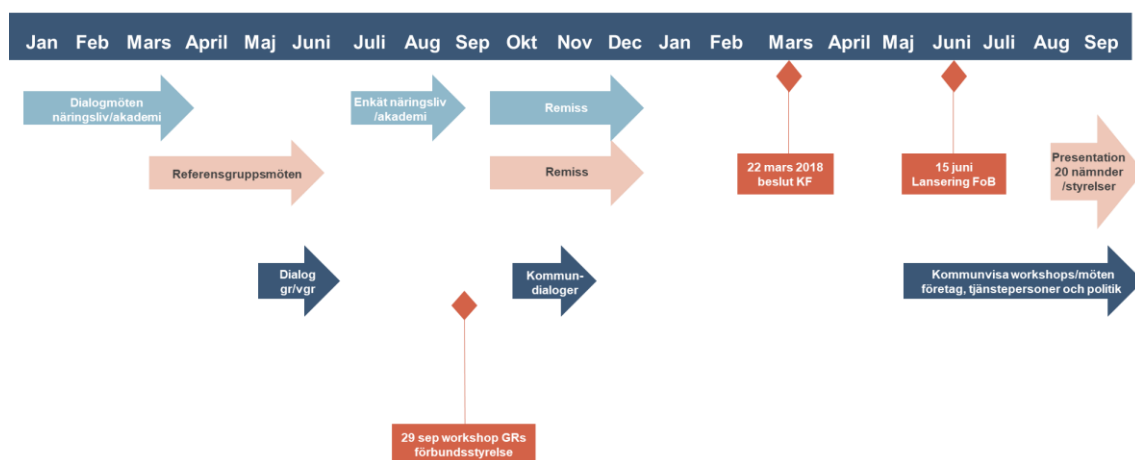 Jan Feb Mars April Maj Juni Juli Aug Sep Okt Nov Dec Jan Feb Mars April Maj Juni Juli Aug Sep
Dialogmöten
näringsliv/akademi
Enkät näringsliv
/akademi
Remiss
Referensgruppsmöten
Remiss
22 mars 2018
beslut KF
15 juni
Lansering FoB
Presentation
20 nämnder
/styrelser
Dialog
gr/vgr
Kommun-
dialoger
Kommunvisa workshops/möten
företag, tjänstepersoner och politik
29 sep workshop GRs
förbundsstyrelse